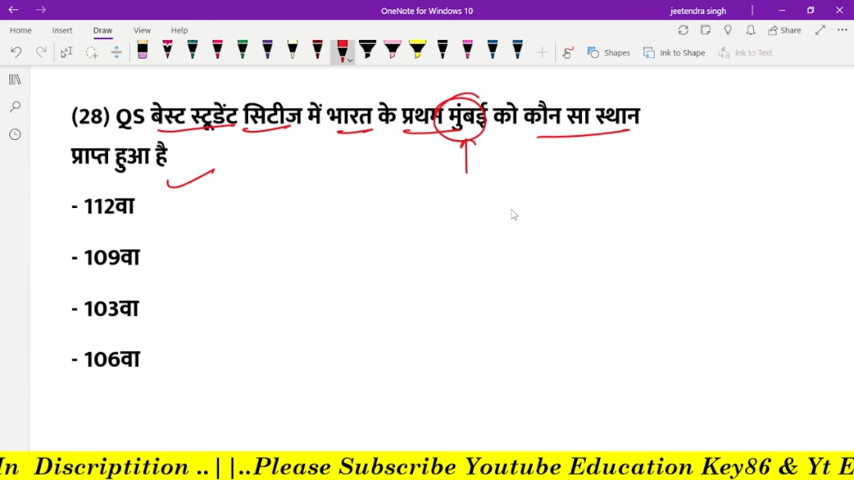 OneNote for Windows 10
jeetendra singh
Home Insert Draw View Help
Share
Shapes Ink to Shape Ink to Text
(28) QS बेस्ट स्टूडेंट सिटीज में भारत के प्रथम मुंबई को कौन सा स्थान
प्राप्त हुआ है
- 112वा
- 109वा
- 103वा
- 106वा
In Discriptition ..||..Please Subscribe Youtube Education Key86 & Yt E